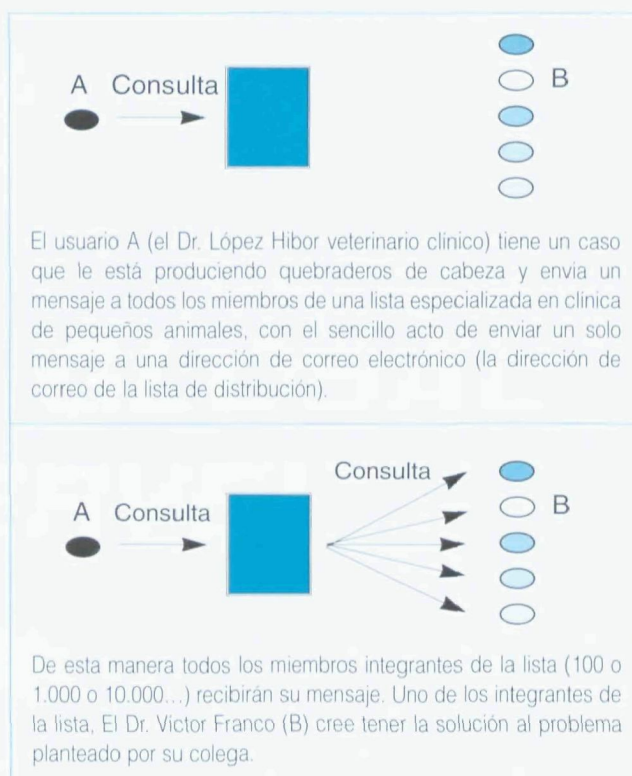 A Consulta
B
El usuario A (el Dr. López Hibor veterinario clínico) tiene un caso
que le está produciendo quebraderos de cabeza y envia un
mensaje a todos los miembros de una lista especializada en clinica
de pequeños animales, con el sencillo acto de enviar un solo
mensaje a una dirección de correo electrónico (la dirección de
correo de la lista de distribución).
Consulta
A Consulta
B
De esta manera todos los miembros integrantes de la lista (100 o
1.000 o 10.000...) recibirán su mensaje. Uno de los integrantes de
la lista, El Dr. Victor Franco (B) cree tener la solución al problema
planteado por su colega.